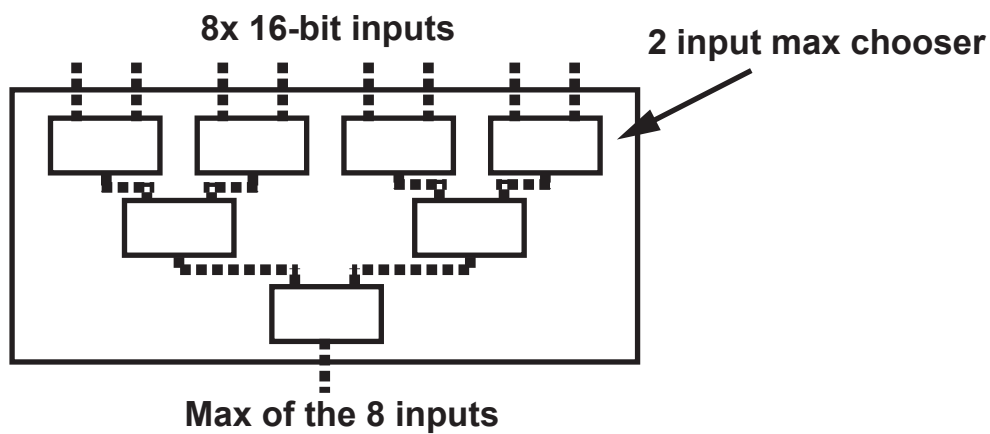 8x 16-bit inputs
2 input max chooser
Max of the 8 inputs